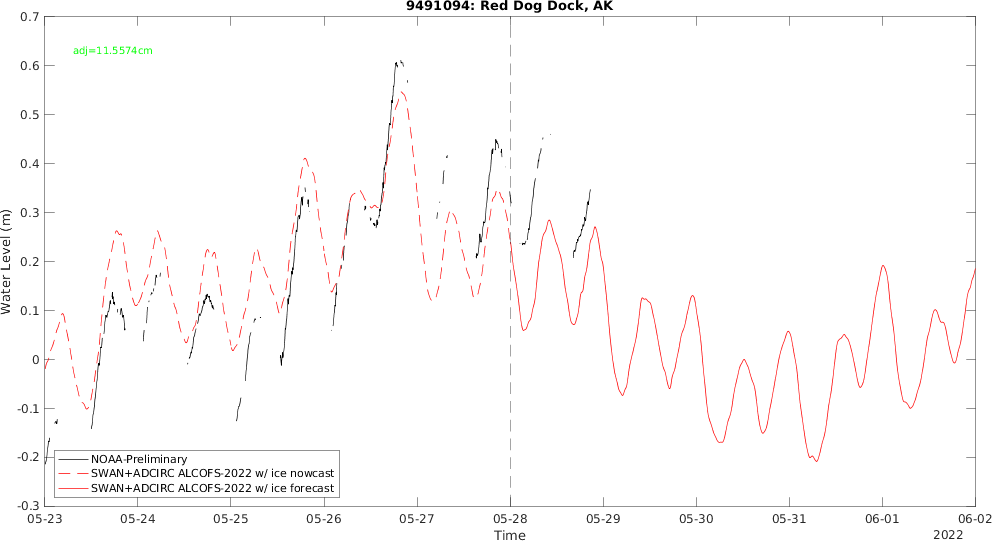 9491094: Red Dog Dock, AK
adj=11.5574cm
0.7
0.6
0.5
0.4
0.3
0.2
0.1
0
-0.1
-0.2
-0.3
Water Level (m)
NOAA-Preliminary
SWAN+ADCIRC ALCOFS-2022 w/ ice nowcast
SWAN+ADCIRC ALCOFS-2022 w/ ice forecast
05-23 05-24 05-25 05-26 05-27 05-28 05-29 05-30 05-31 06-01 06-02
Time
2022